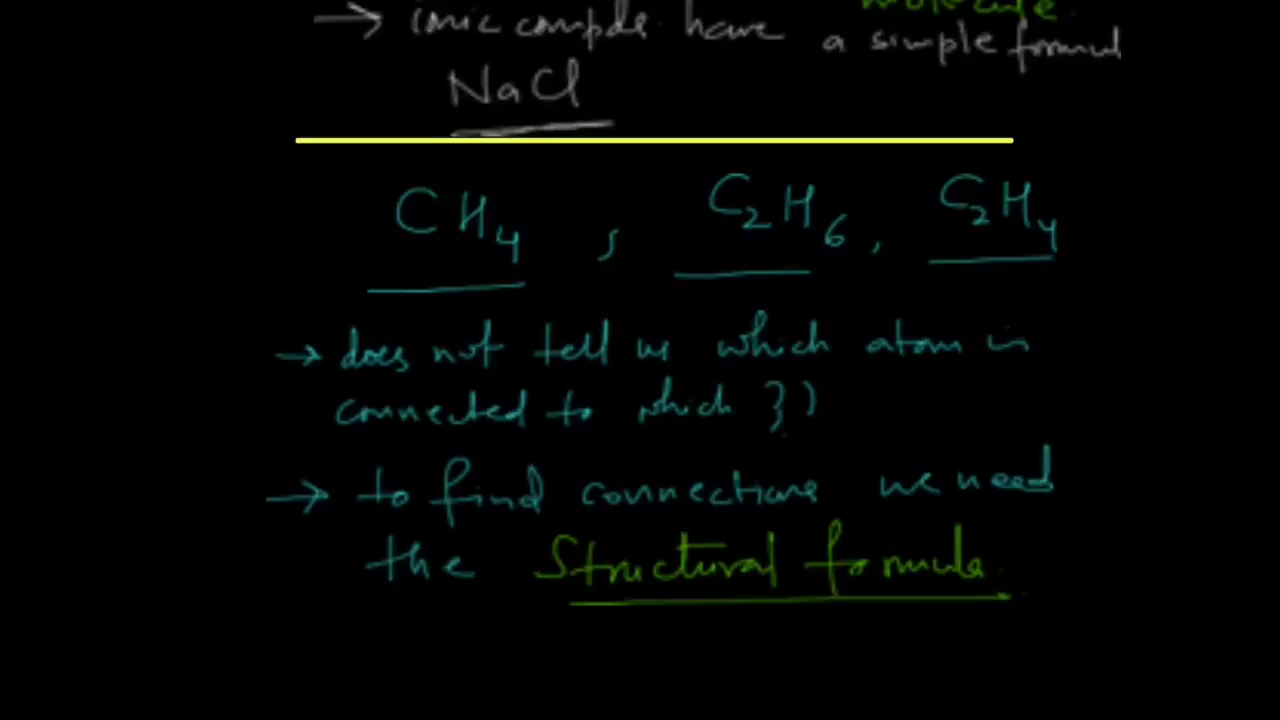 molecule.
→ ionic compds have a simple formul
NaCl
CH4 , C2H6, C2H4
→ does not tell us which atom is
connected to which }}
→ to find connections we need
the Structural formula.